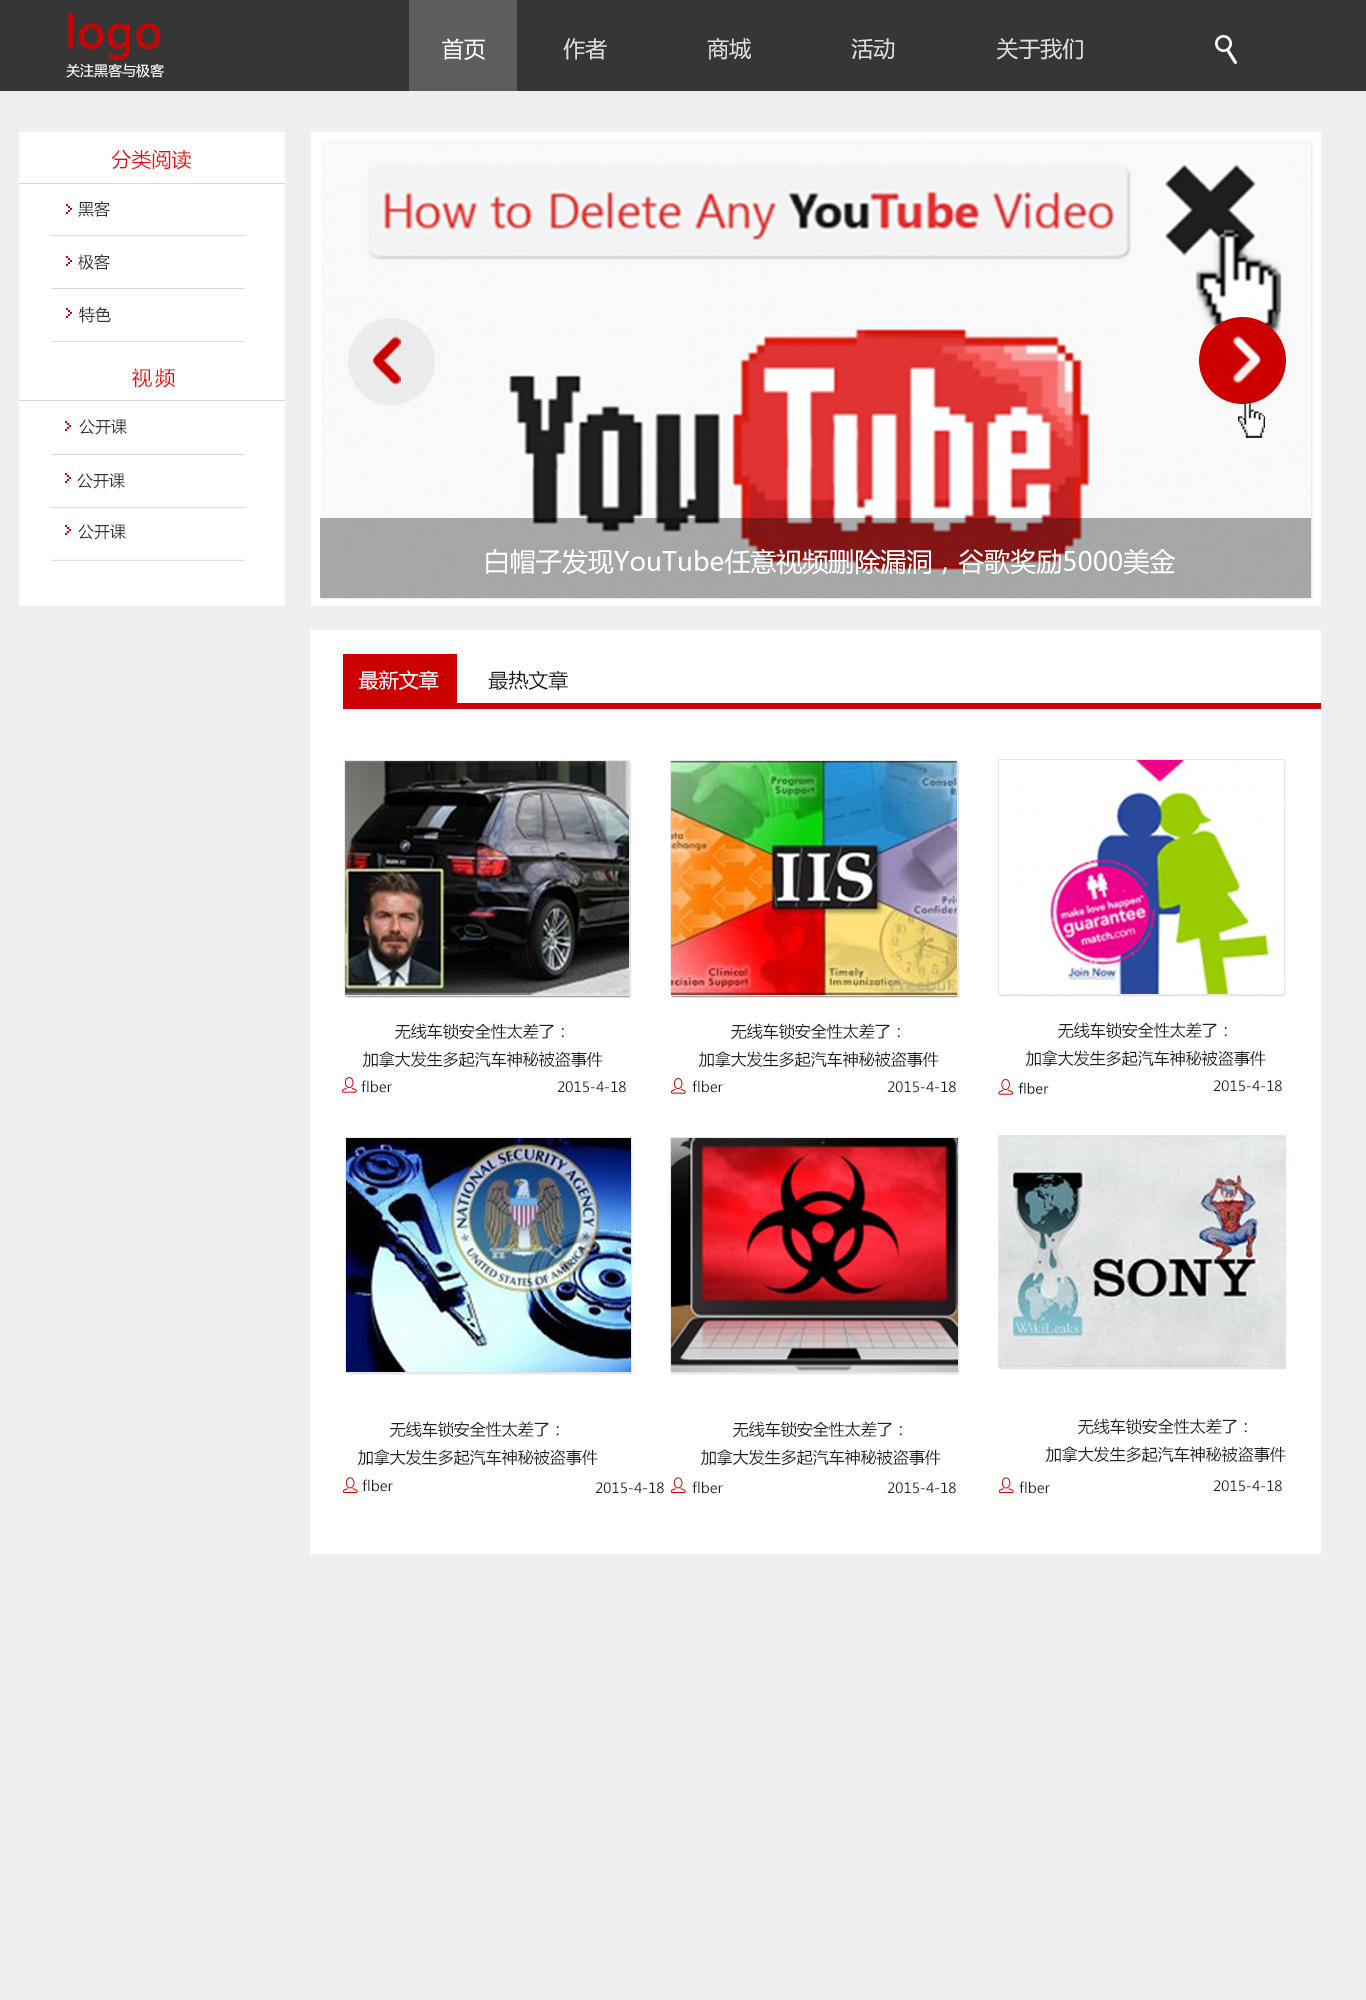 logo
关注黑客与极客
首页 作者 商城 活动 关于我们
分类阅读
黑客
极客
特色
视频
公开课
公开课
公开课
How to Delete Any YouTube Video
YouTube
白帽子发现YouTube任意视频删除漏洞，谷歌奖励5000美金
最新文章 最热文章
Program
Support
IIS
Clinical
Timely
Immunization
make love happen
guarantee
match.com
Join Now
无线车锁安全性太差了：
加拿大发生多起汽车神秘被盗事件
flber 2015-4-18
无线车锁安全性太差了：
加拿大发生多起汽车神秘被盗事件
flber 2015-4-18
无线车锁安全性太差了：
加拿大发生多起汽车神秘被盗事件
flber 2015-4-18
NATIONAL SECURITY AGENCY
UNITED STATES OF AMERICA
SONY
WikiLeaks
无线车锁安全性太差了：
加拿大发生多起汽车神秘被盗事件
flber 2015-4-18
无线车锁安全性太差了：
加拿大发生多起汽车神秘被盗事件
flber 2015-4-18
无线车锁安全性太差了：
加拿大发生多起汽车神秘被盗事件
flber 2015-4-18